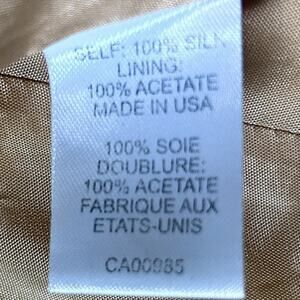 SELF: 100% SILK
LINING:
100% ACETATE
MADE IN USA
100% SOIE
DOUBLURE:
100% ACETATE
FABRIQUE AUX
ETATS-UNIS
CA00985